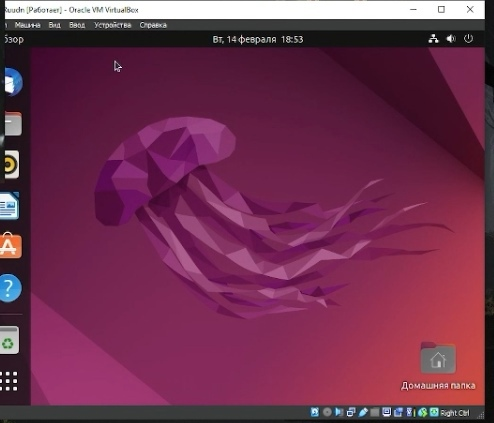 Ruudn [Работает] - Oracle VM VirtualBox
Машина Вид Ввод Устройства Справка
Вт, 14 февраля 18:53
Домашняя папка
Right Ctrl